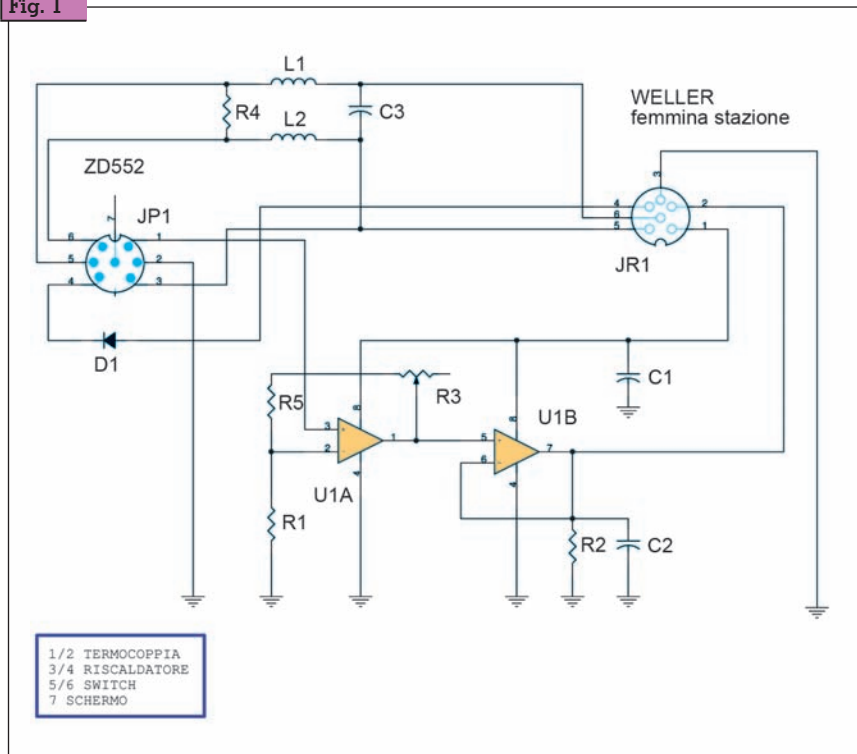 Fig. 1
L1
R4
L2
C3
WELLER
femmina stazione
ZD552
JP1
7
6
1
5
2
4
3
3
4
2
6
5
1
JR1
D1
R5
R3
C1
8
8
U1B
3
1
5
7
2
6
4
4
U1A
R1
R2
C2
1/2 TERMOCOPPIA
3/4 RISCALDATORE
5/6 SWITCH
7 SCHERMO